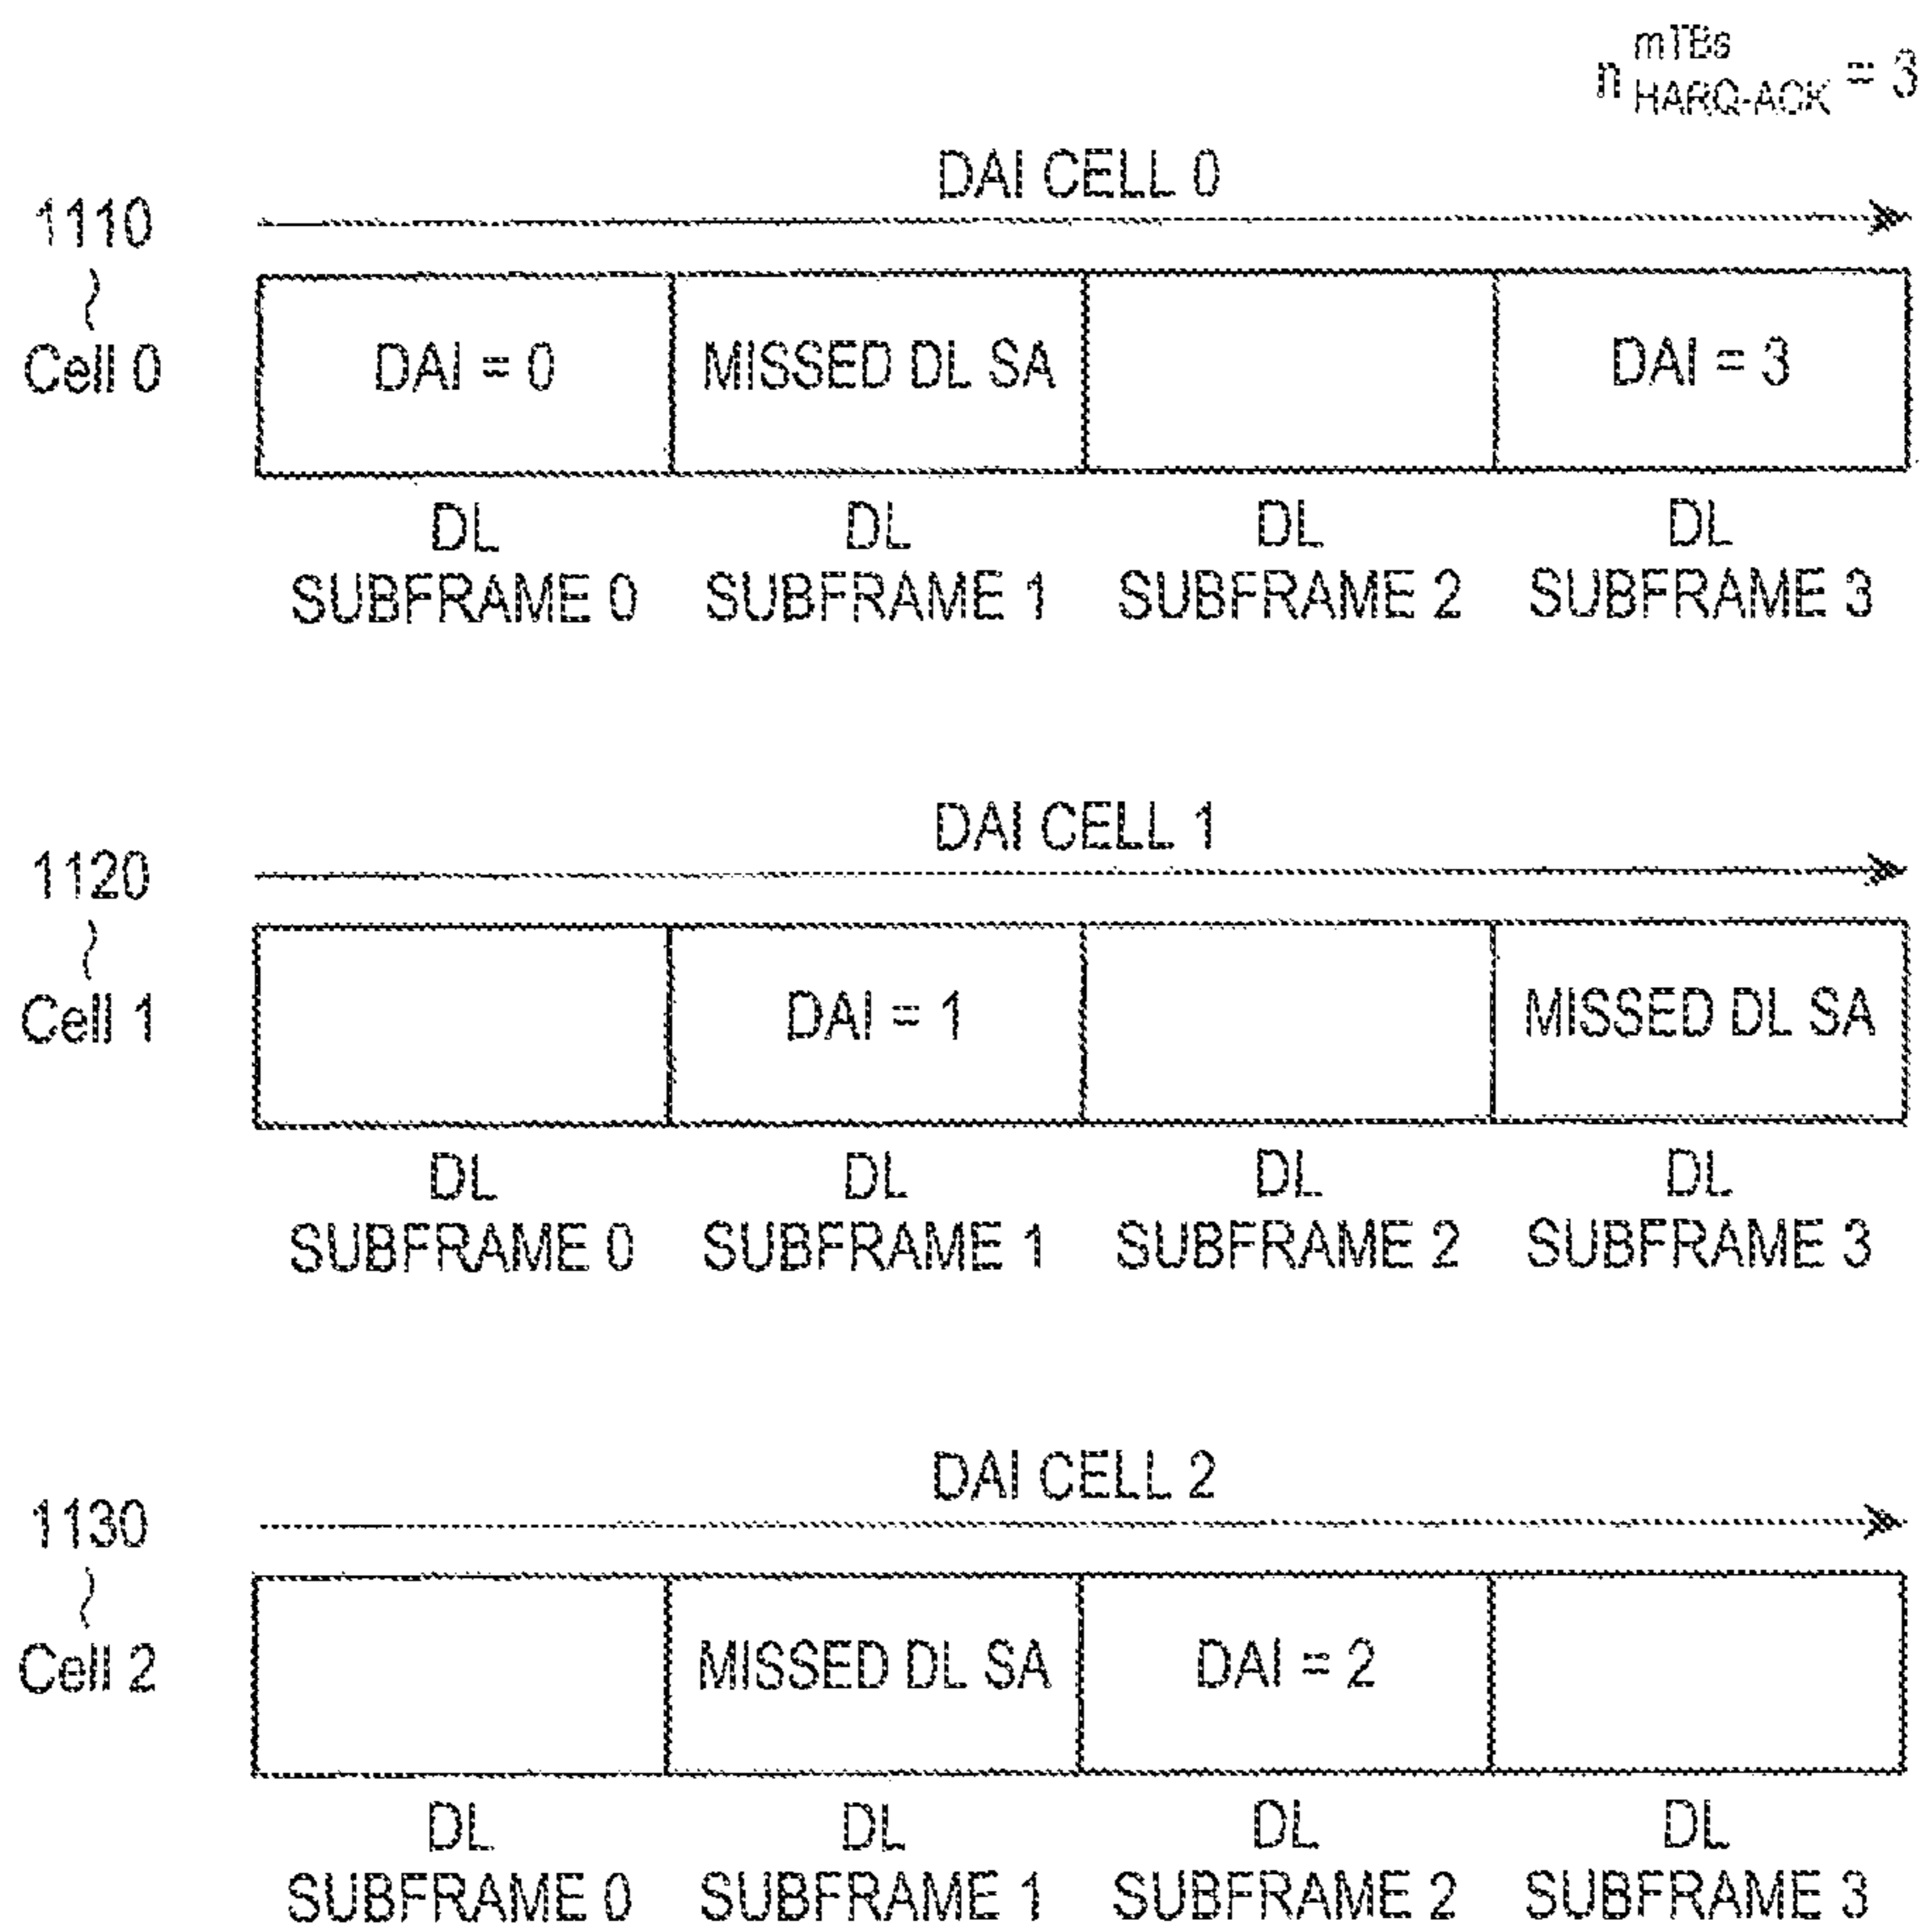 n mTBs HARQ-ACK = 3
DAI CELL 0
1110
Cell 0
DAI = 0 MISSED DL SA DAI = 3
DL DL DL DL
SUBFRAME 0 SUBFRAME 1 SUBFRAME 2 SUBFRAME 3
DAI CELL 1
1120
Cell 1
DAI = 1 MISSED DL SA
DL DL DL DL
SUBFRAME 0 SUBFRAME 1 SUBFRAME 2 SUBFRAME 3
DAI CELL 2
1130
Cell 2
MISSED DL SA DAI = 2
DL DL DL DL
SUBFRAME 0 SUBFRAME 1 SUBFRAME 2 SUBFRAME 3